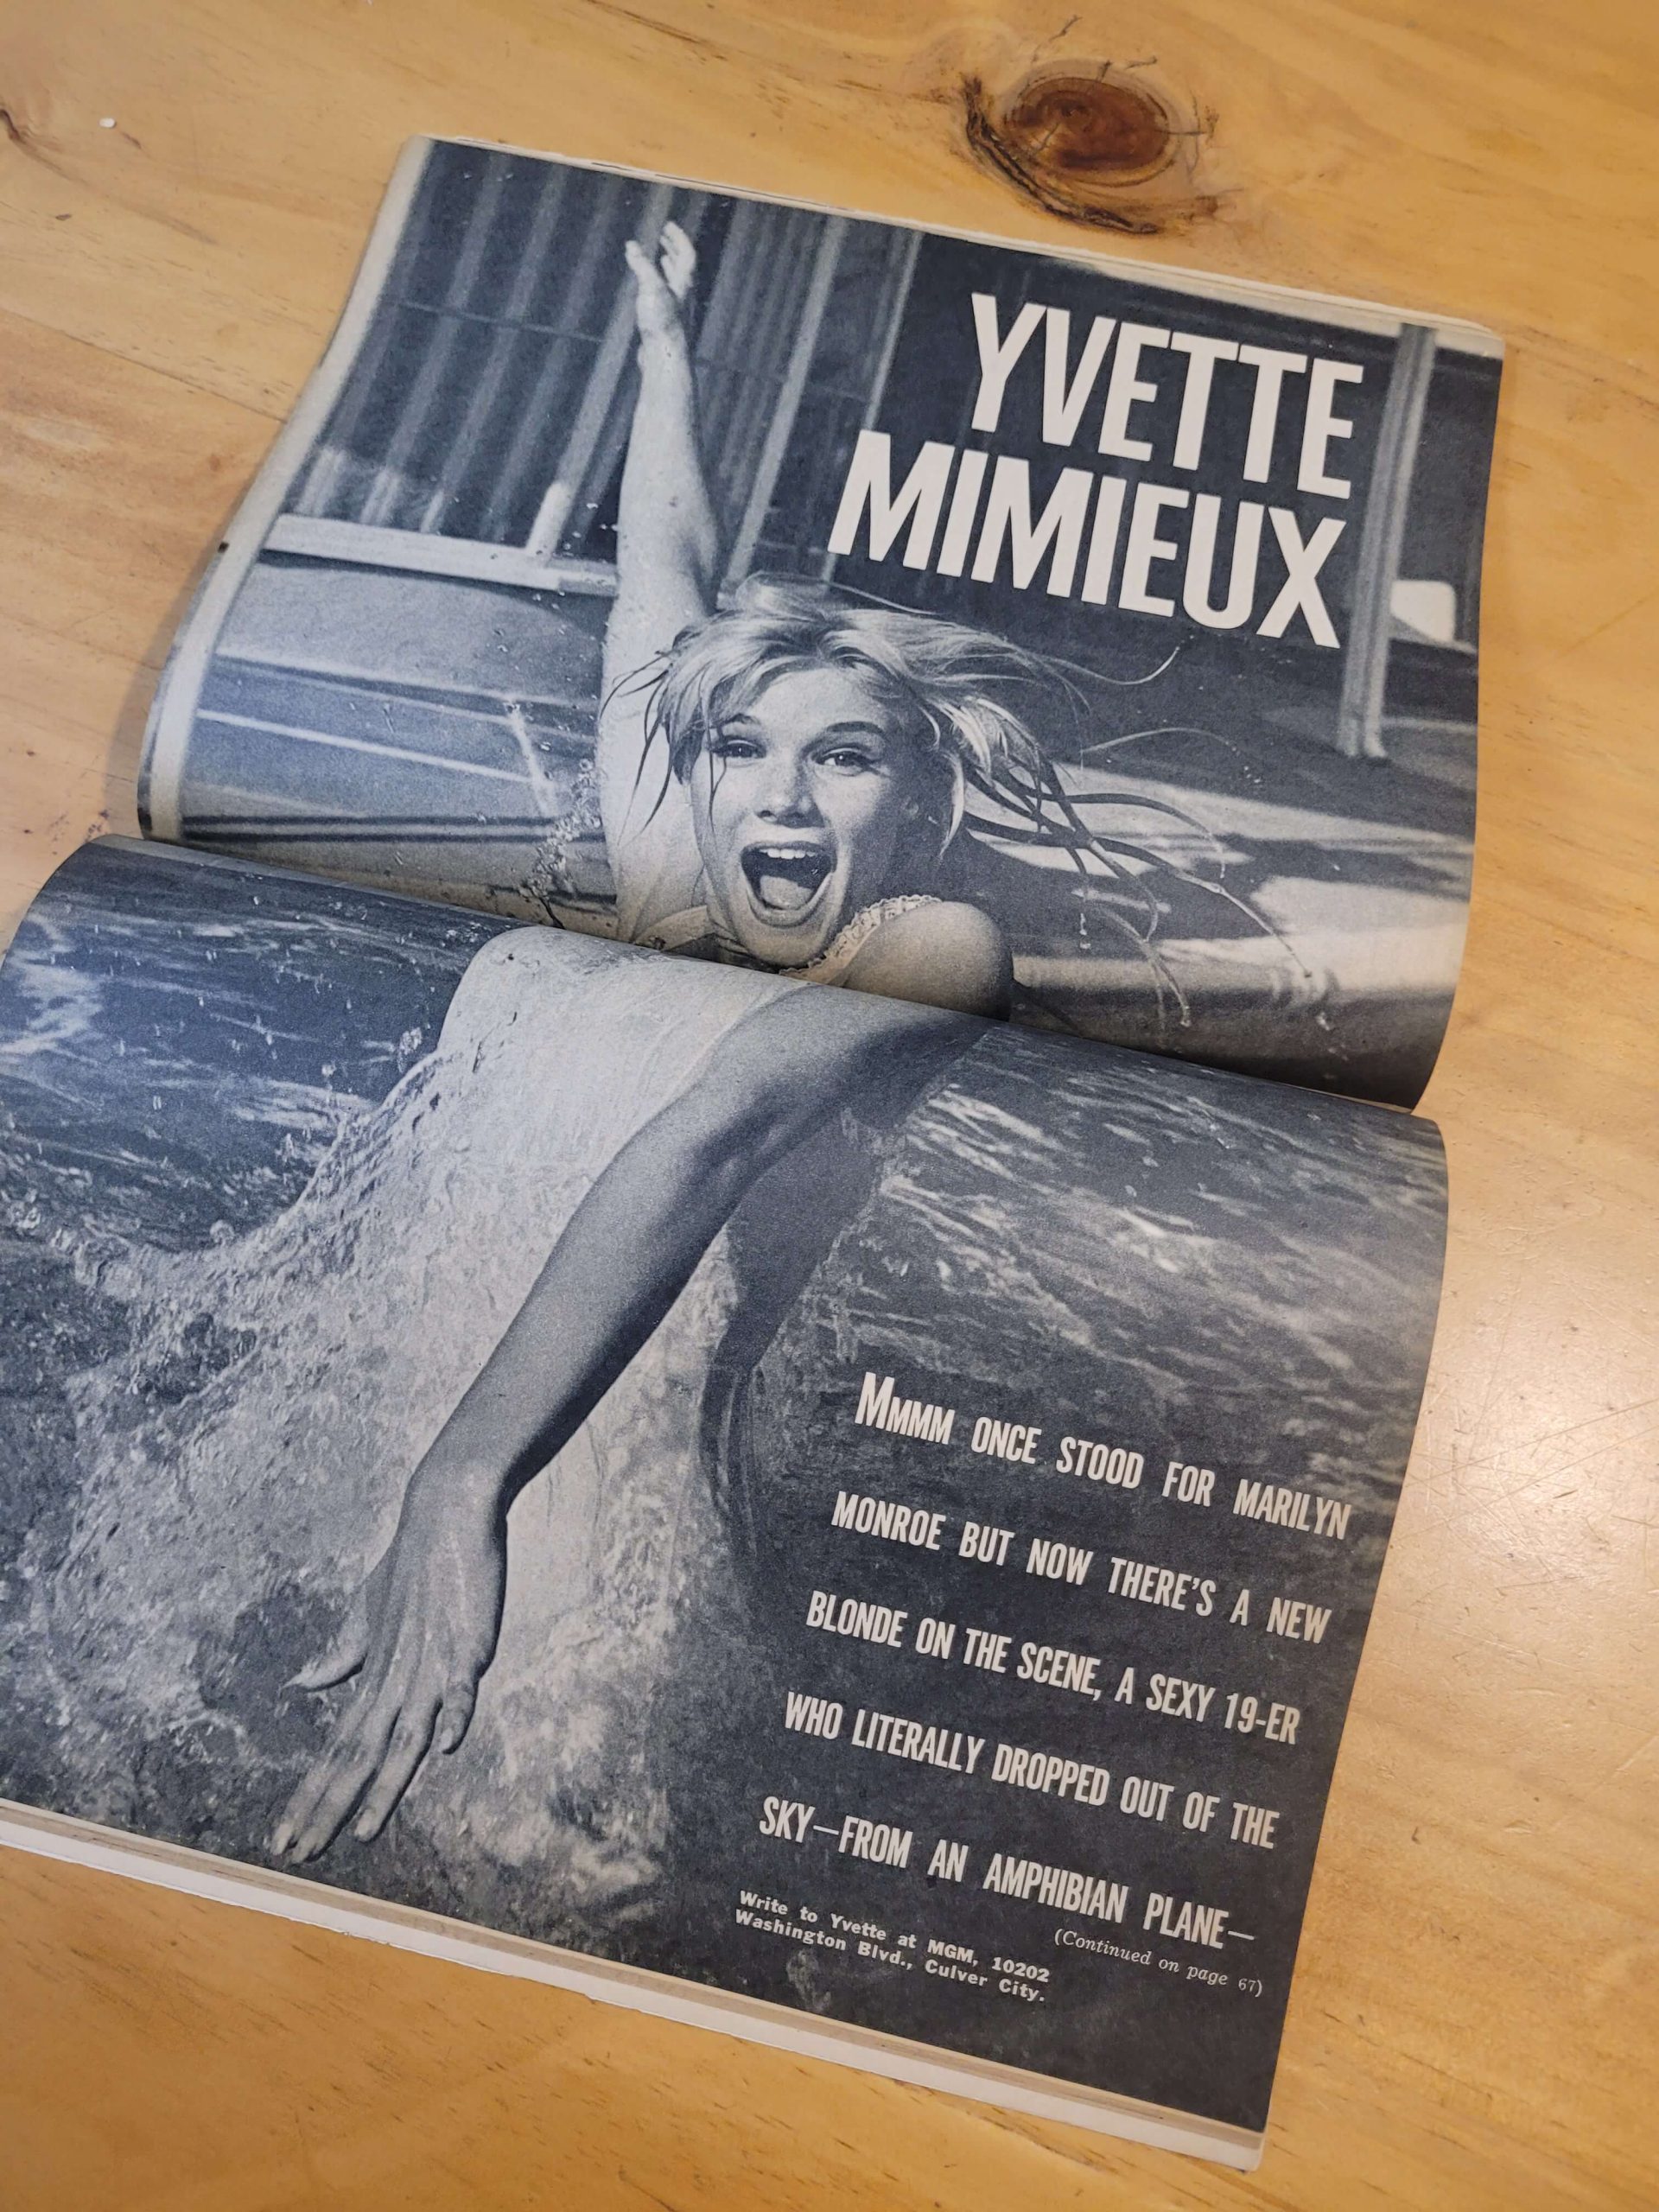 YVETTE
MIMIEUX
MMMM ONCE STOOD FOR MARILYN
MONROE BUT NOW THERE'S A NEW
BLONDE ON THE SCENE, A SEXY 19-ER
WHO LITERALLY DROPPED OUT OF THE
SKY—FROM AN AMPHIBIAN PLANE—
(Continued on page 67)
Write to Yvette at MGM, 10202
Washington Blvd., Culver City.